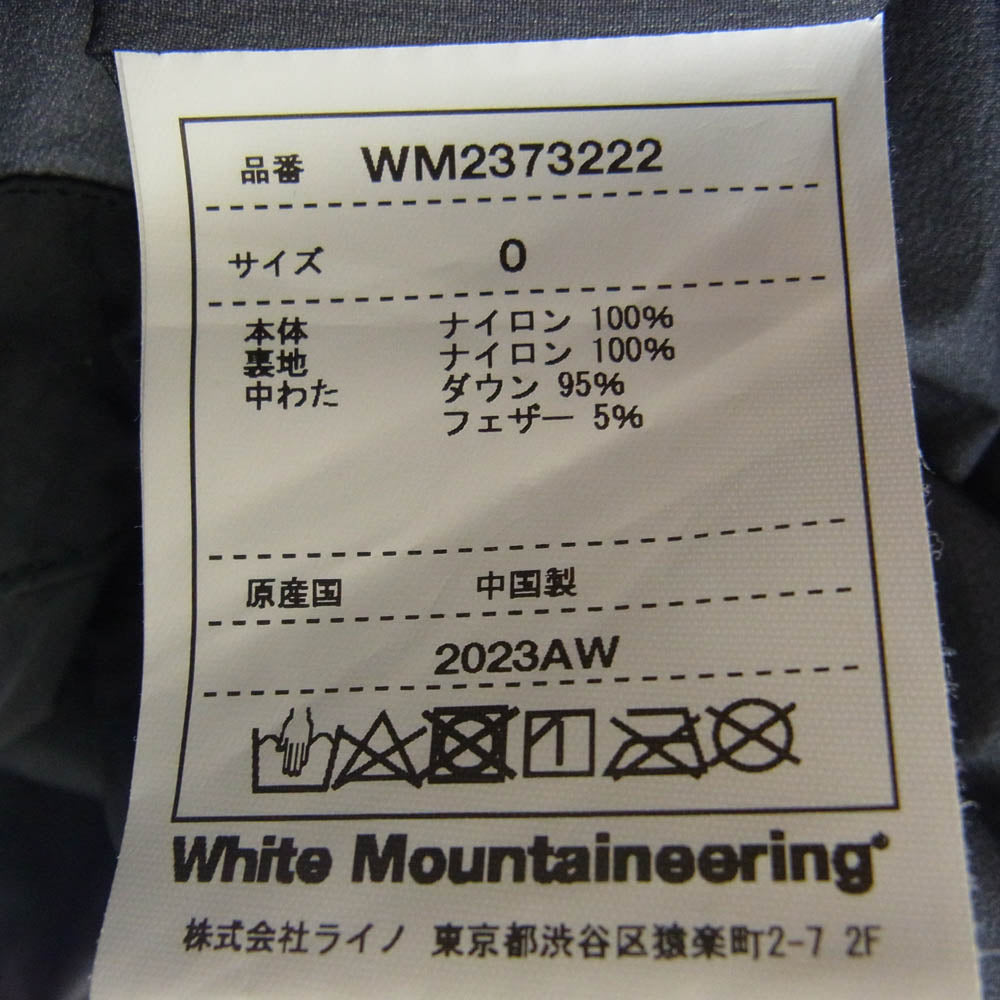 品番 WM2373222
サイズ 0
本体 ナイロン 100%
裏地 ナイロン 100%
中わた ダウン 95%
フェザー 5%
原産国 中国製
2023AW
White Mountaineering
株式会社ライノ 東京都渋谷区猿楽町2-7 2F